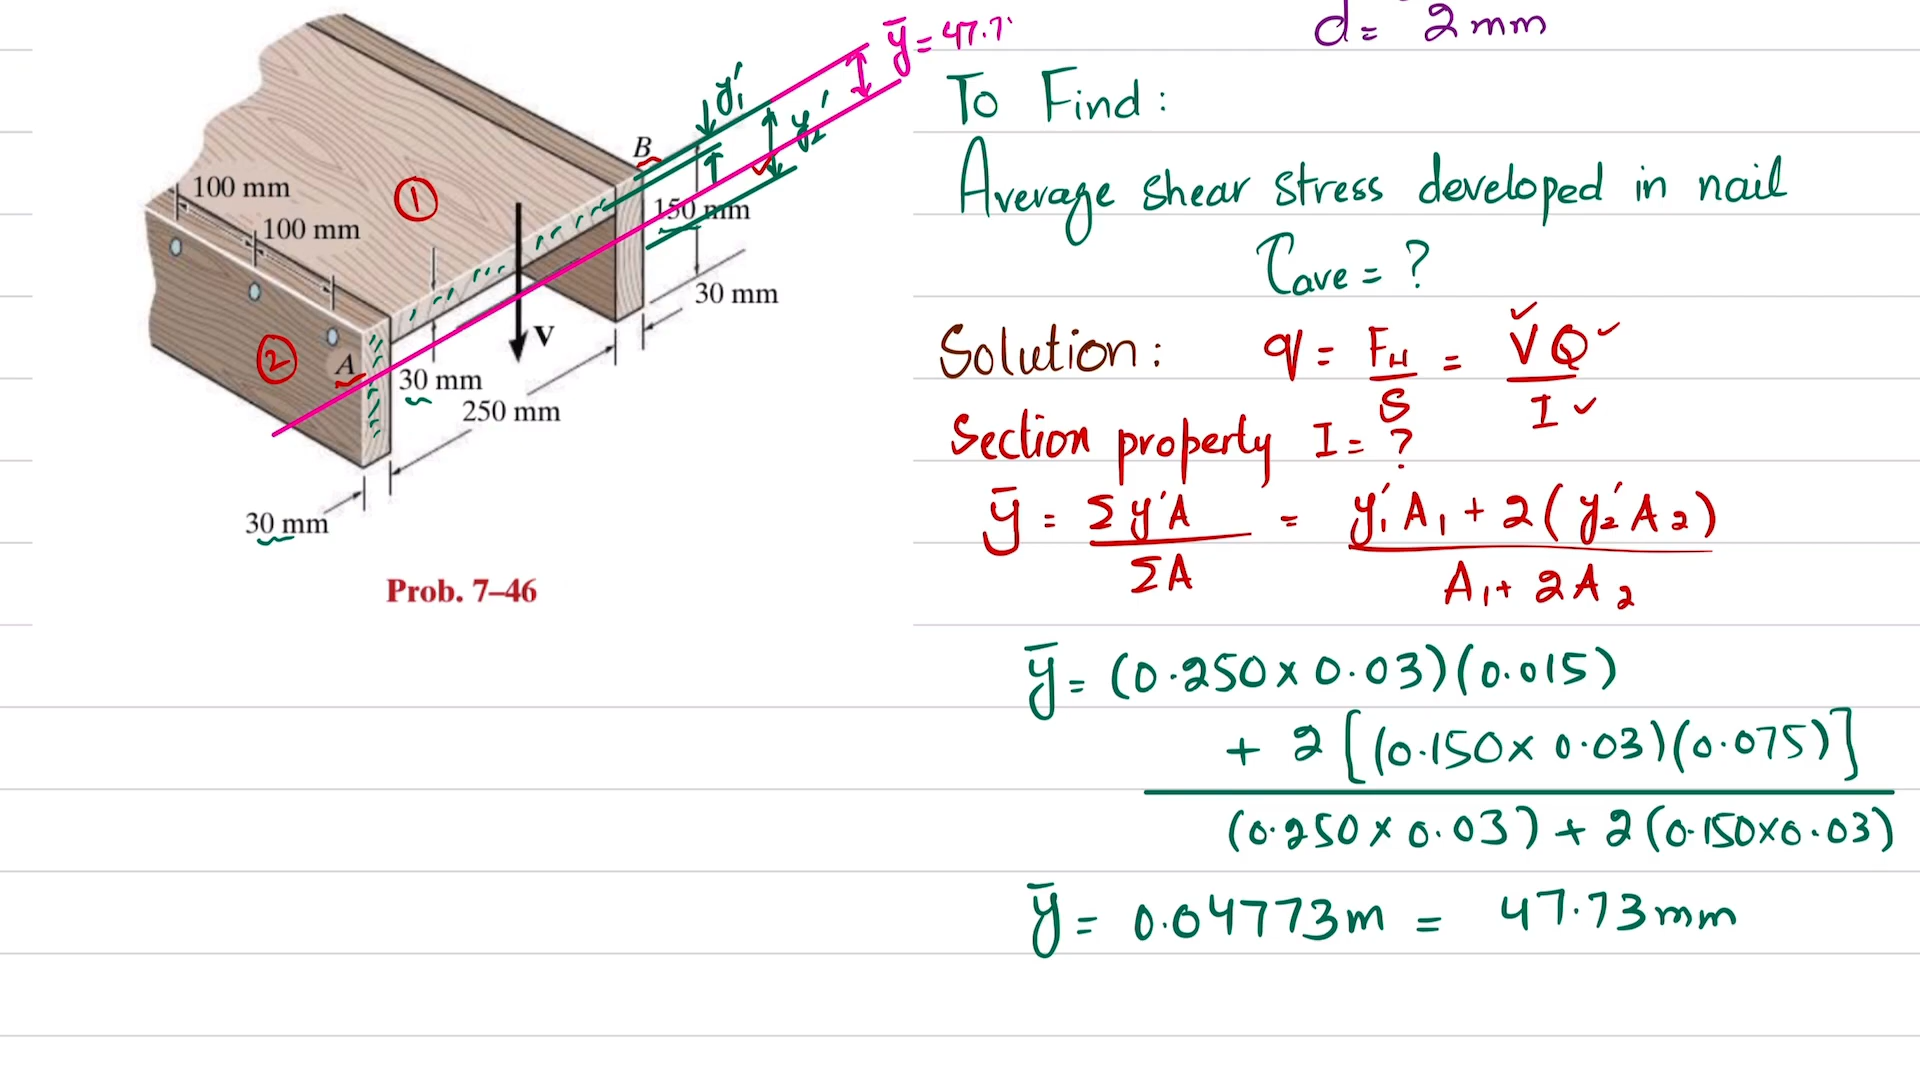 d = 2 mm
To Find :
Average shear stress developed in nail
τave = ?
Solution : q = FH / S = VQ / I
Section property I = ?
ȳ = Σy'A / ΣA = y₁'A₁ + 2(y₂'A₂) / A₁ + 2A₂
ȳ = (0.250 × 0.03)(0.015)
+ 2[(0.150 × 0.03)(0.075)]
(0.250 × 0.03) + 2(0.150×0.03)
ȳ = 0.04773m = 47.73mm
ȳ = 47.7
y₁'
y₂'
B
100 mm
①
100 mm
150 mm
30 mm
V
②
A
30 mm
250 mm
30 mm
Prob. 7–46